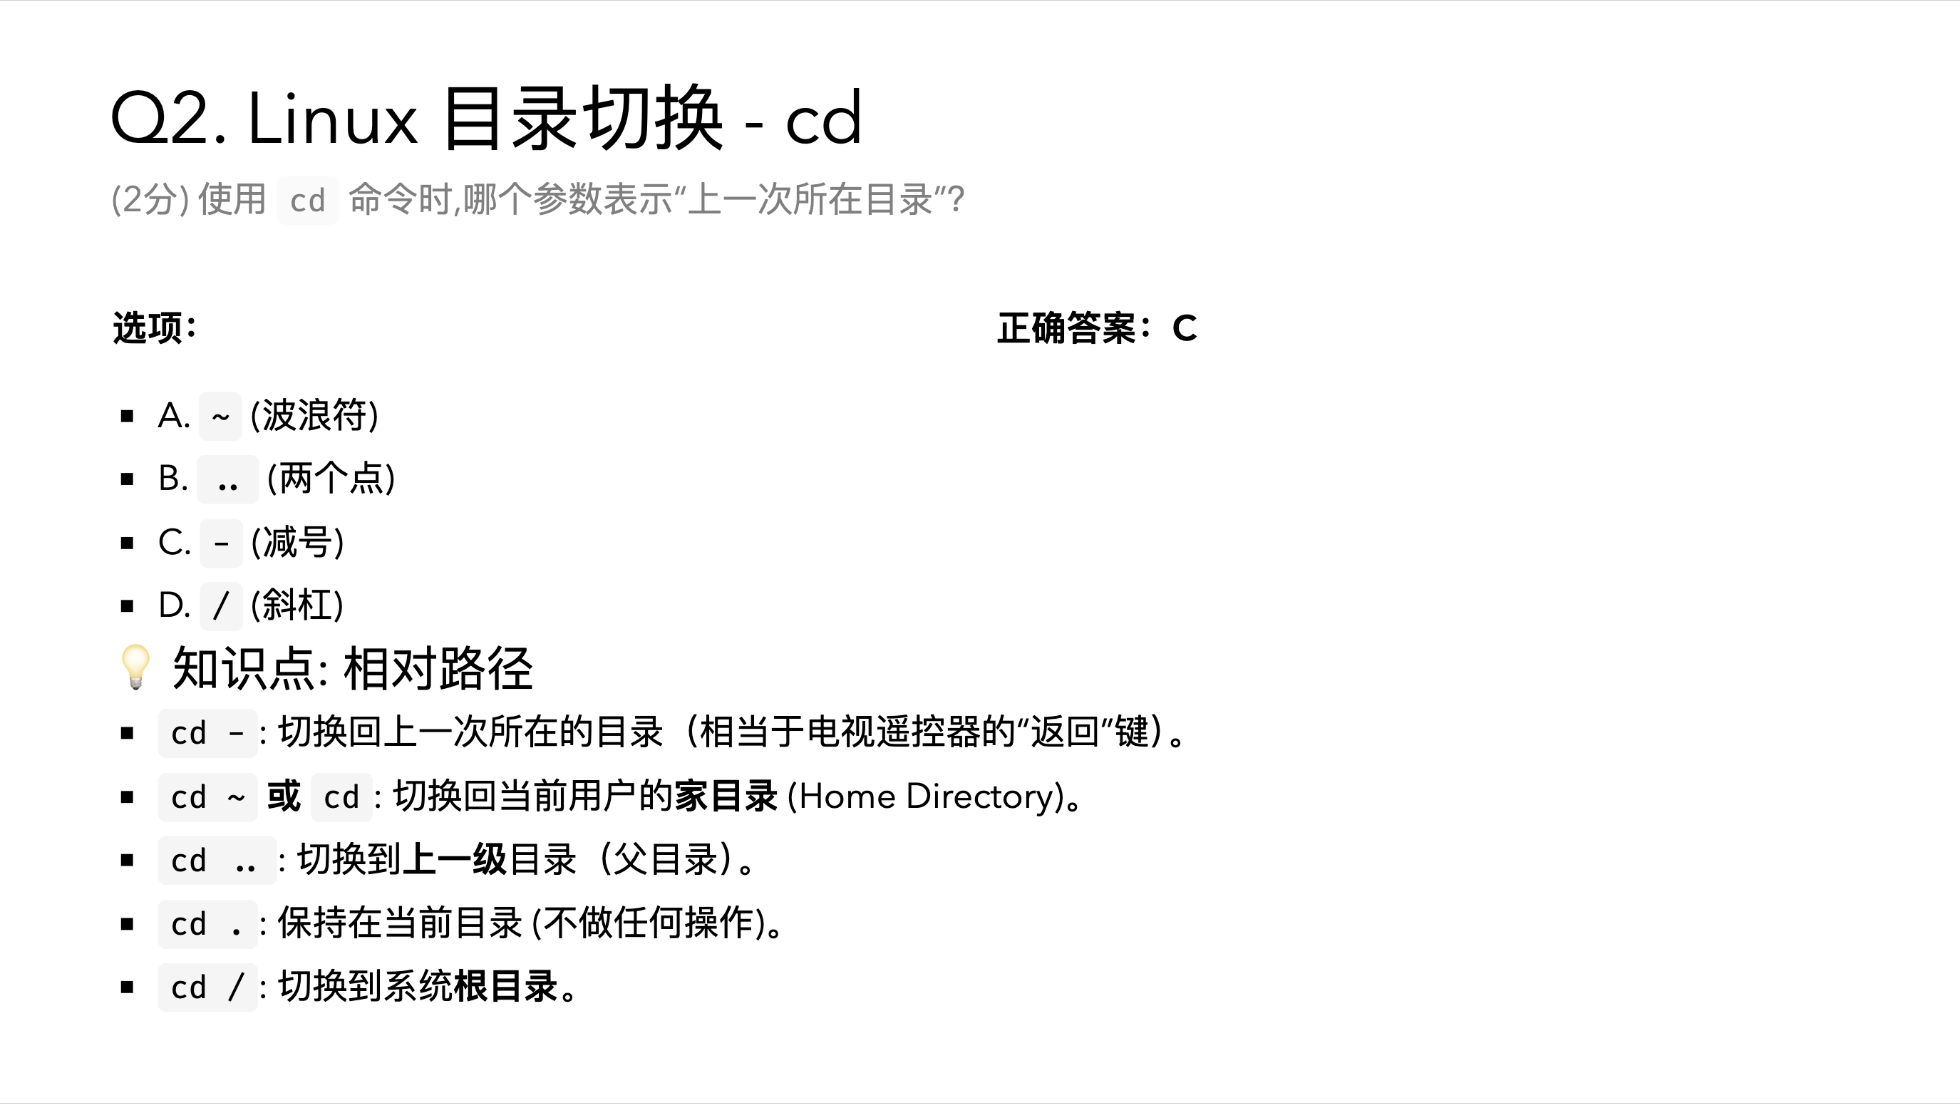 Q2. Linux 目录切换 - cd
(2分) 使用 cd 命令时,哪个参数表示“上一次所在目录”?
选项：
A. ~ (波浪符)
B. .. (两个点)
C. - (减号)
D. / (斜杠)
正确答案：C
💡 知识点: 相对路径
cd -: 切换回上一次所在的目录（相当于电视遥控器的“返回”键）。
cd ~ 或 cd: 切换回当前用户的家目录 (Home Directory)。
cd ..: 切换到上一级目录（父目录）。
cd .: 保持在当前目录 (不做任何操作)。
cd /: 切换到系统根目录。